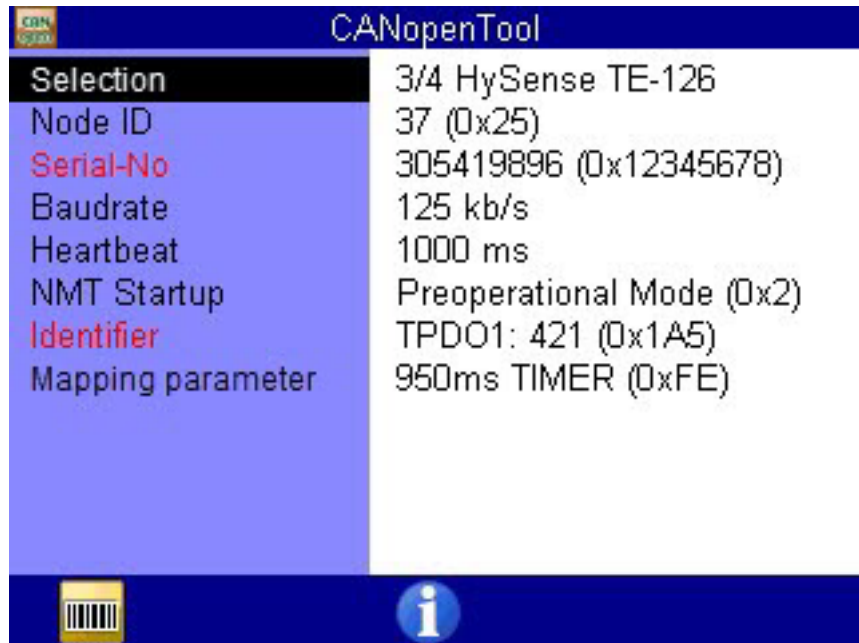 CANopenTool
Selection 3/4 HySense TE-126
Node ID 37 (0x25)
Serial-No 305419896 (0x12345678)
Baudrate 125 kb/s
Heartbeat 1000 ms
NMT Startup Preoperational Mode (0x2)
Identifier TPDO1: 421 (0x1A5)
Mapping parameter 950ms TIMER (0xFE)